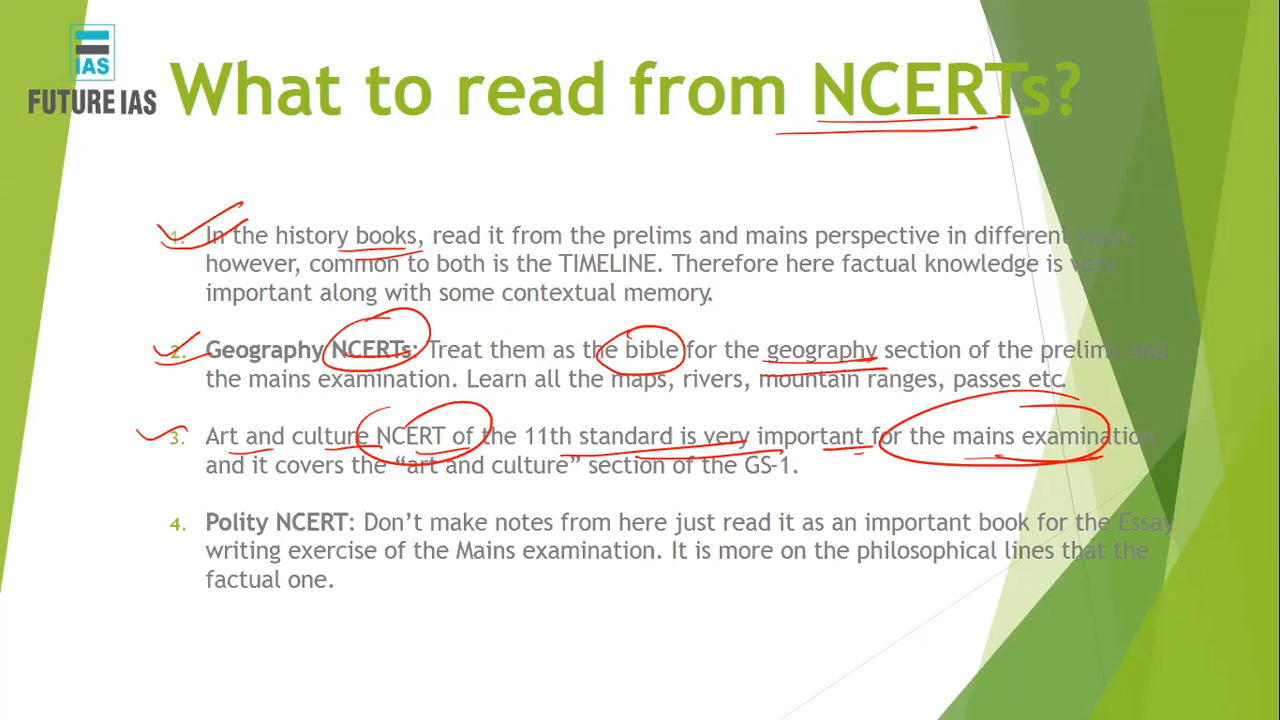 IAS
FUTURE IAS
What to read from NCERTs?
1. In the history books, read it from the prelims and mains perspective in different ways,
however, common to both is the TIMELINE. Therefore here factual knowledge is very
important along with some contextual memory.
2. Geography NCERTs: Treat them as the bible for the geography section of the prelims and
the mains examination. Learn all the maps, rivers, mountain ranges, passes etc.
3. Art and culture NCERT of the 11th standard is very important for the mains examination
and it covers the “art and culture” section of the GS-1.
4. Polity NCERT: Don’t make notes from here just read it as an important book for the Essay
writing exercise of the Mains examination. It is more on the philosophical lines that the
factual one.